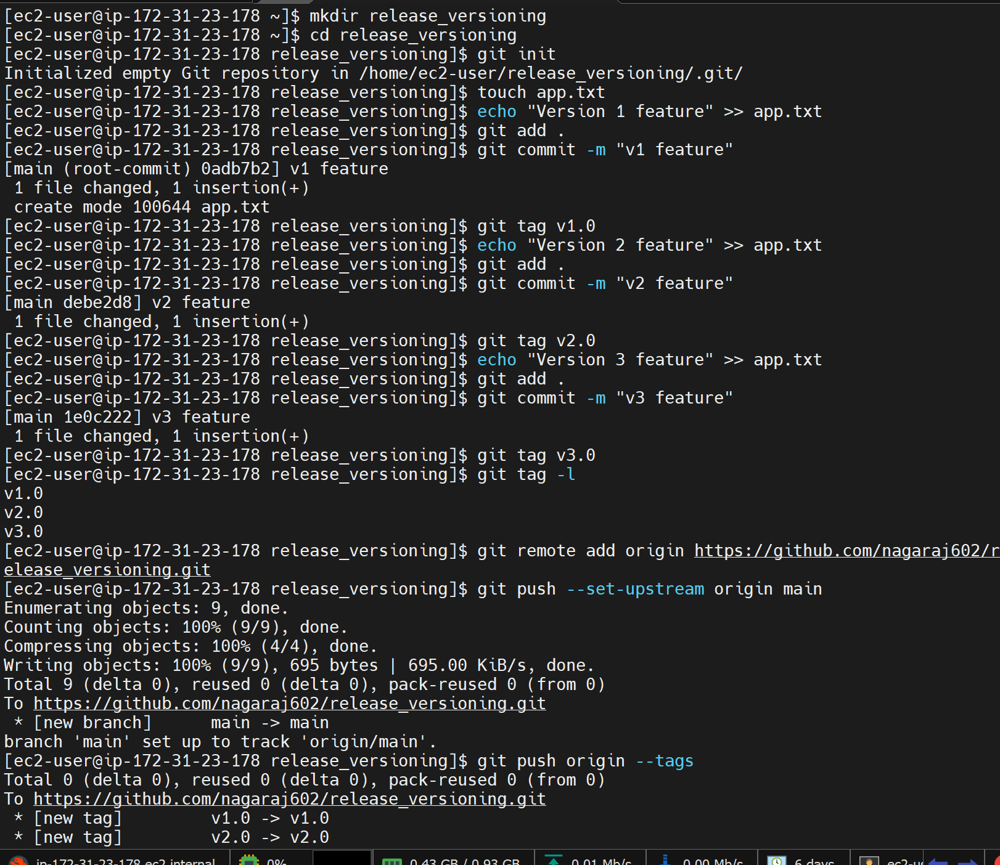 [ec2-user@ip-172-31-23-178 ~]$ mkdir release_versioning
[ec2-user@ip-172-31-23-178 ~]$ cd release_versioning
[ec2-user@ip-172-31-23-178 release_versioning]$ git init
Initialized empty Git repository in /home/ec2-user/release_versioning/.git/
[ec2-user@ip-172-31-23-178 release_versioning]$ touch app.txt
[ec2-user@ip-172-31-23-178 release_versioning]$ echo "Version 1 feature" >> app.txt
[ec2-user@ip-172-31-23-178 release_versioning]$ git add .
[ec2-user@ip-172-31-23-178 release_versioning]$ git commit -m "v1 feature"
[main (root-commit) 0adb7b2] v1 feature
 1 file changed, 1 insertion(+)
 create mode 100644 app.txt
[ec2-user@ip-172-31-23-178 release_versioning]$ git tag v1.0
[ec2-user@ip-172-31-23-178 release_versioning]$ echo "Version 2 feature" >> app.txt
[ec2-user@ip-172-31-23-178 release_versioning]$ git add .
[ec2-user@ip-172-31-23-178 release_versioning]$ git commit -m "v2 feature"
[main debe2d8] v2 feature
 1 file changed, 1 insertion(+)
[ec2-user@ip-172-31-23-178 release_versioning]$ git tag v2.0
[ec2-user@ip-172-31-23-178 release_versioning]$ echo "Version 3 feature" >> app.txt
[ec2-user@ip-172-31-23-178 release_versioning]$ git add .
[ec2-user@ip-172-31-23-178 release_versioning]$ git commit -m "v3 feature"
[main 1e0c222] v3 feature
 1 file changed, 1 insertion(+)
[ec2-user@ip-172-31-23-178 release_versioning]$ git tag v3.0
[ec2-user@ip-172-31-23-178 release_versioning]$ git tag -l
v1.0
v2.0
v3.0
[ec2-user@ip-172-31-23-178 release_versioning]$ git remote add origin https://github.com/nagaraj602/r
elease_versioning.git
[ec2-user@ip-172-31-23-178 release_versioning]$ git push --set-upstream origin main
Enumerating objects: 9, done.
Counting objects: 100% (9/9), done.
Compressing objects: 100% (4/4), done.
Writing objects: 100% (9/9), 695 bytes | 695.00 KiB/s, done.
Total 9 (delta 0), reused 0 (delta 0), pack-reused 0 (from 0)
To https://github.com/nagaraj602/release_versioning.git
 * [new branch]      main -> main
branch 'main' set up to track 'origin/main'.
[ec2-user@ip-172-31-23-178 release_versioning]$ git push origin --tags
Total 0 (delta 0), reused 0 (delta 0), pack-reused 0 (from 0)
To https://github.com/nagaraj602/release_versioning.git
 * [new tag]         v1.0 -> v1.0
 * [new tag]         v2.0 -> v2.0
ip-172-31-23-178.ec2.internal 0% 0.43 GB / 0.93 GB 0.01 Mb/s 0.00 Mb/s 6 days ec2-us